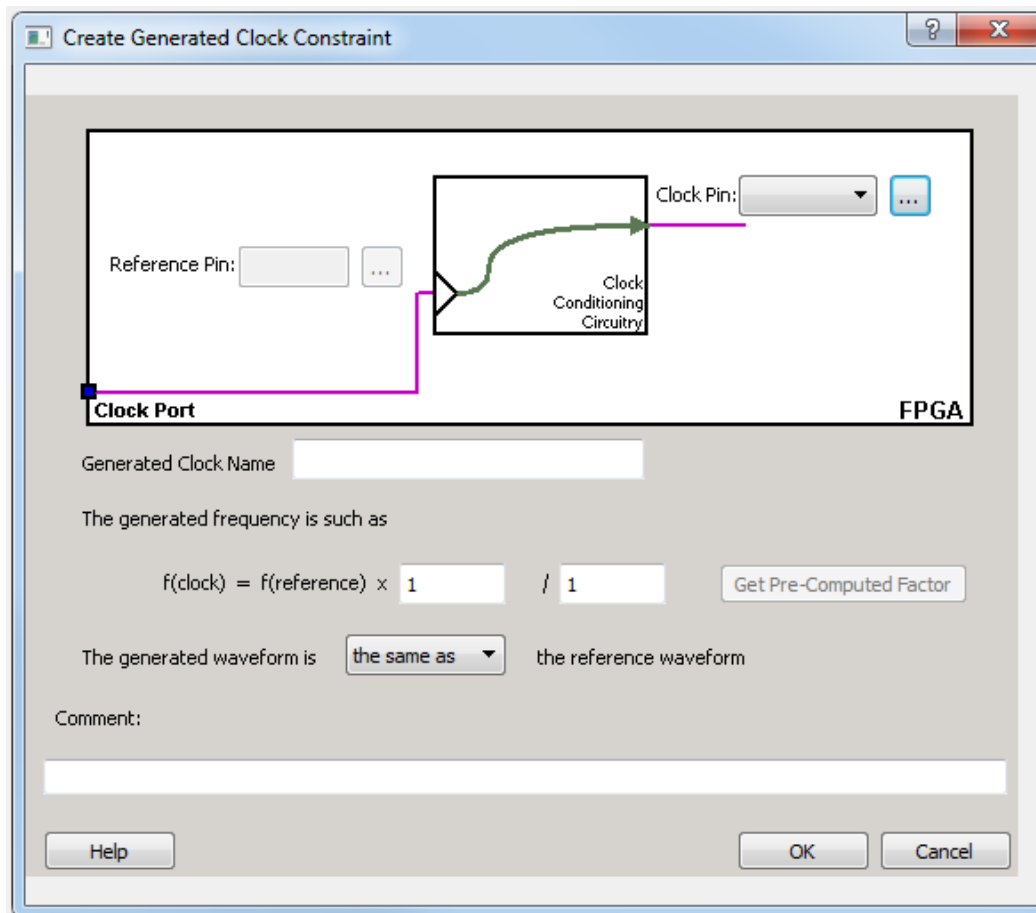 Create Generated Clock Constraint
?
X
Clock Pin:
...
Reference Pin:
...
Clock
Conditioning
Circuitry
Clock Port
FPGA
Generated Clock Name
The generated frequency is such as
f(clock) = f(reference) x 1 / 1 Get Pre-Computed Factor
The generated waveform is the same as the reference waveform
Comment:
Help OK Cancel